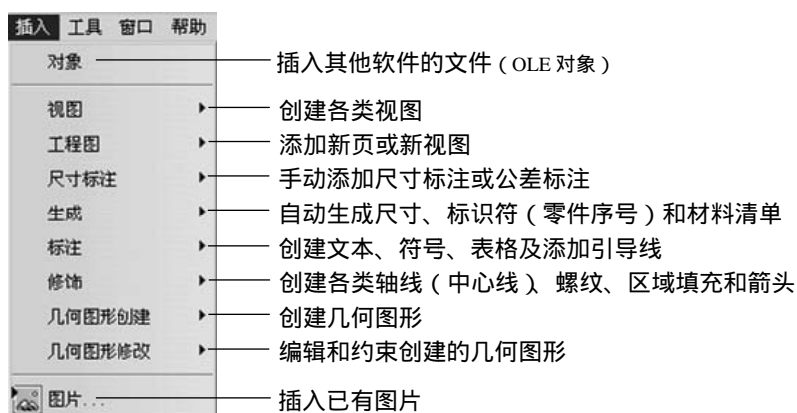 插入 工具 窗口 帮助
对象 插入其他软件的文件（OLE 对象）
视图 创建各类视图
工程图 添加新页或新视图
尺寸标注 手动添加尺寸标注或公差标注
生成 自动生成尺寸、标识符（零件序号）和材料清单
标注 创建文本、符号、表格及添加引导线
修饰 创建各类轴线（中心线）、螺纹、区域填充和箭头
几何图形创建 创建几何图形
几何图形修改 编辑和约束创建的几何图形
图片... 插入已有图片